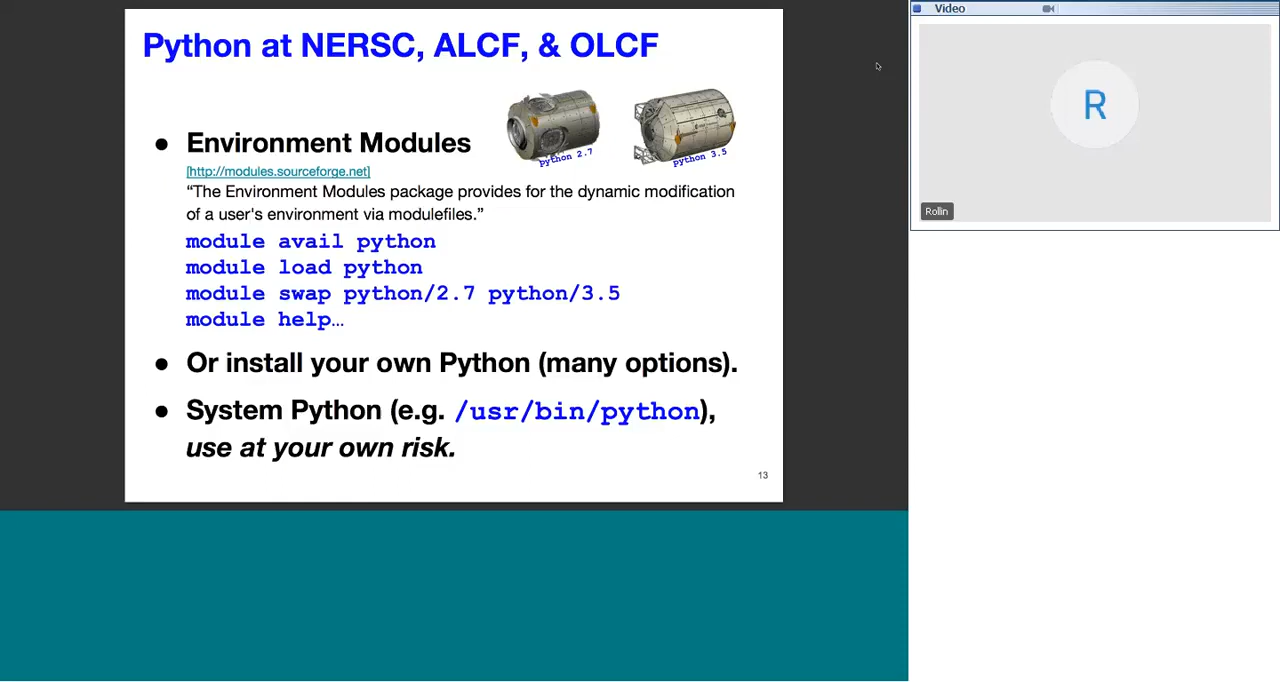 Python at NERSC, ALCF, & OLCF
python 2.7
python 3.5
● Environment Modules
[http://modules.sourceforge.net]
“The Environment Modules package provides for the dynamic modification
of a user's environment via modulefiles.”
module avail python
module load python
module swap python/2.7 python/3.5
module help…
● Or install your own Python (many options).
● System Python (e.g. /usr/bin/python),
use at your own risk.
13
Video
R
Rolin